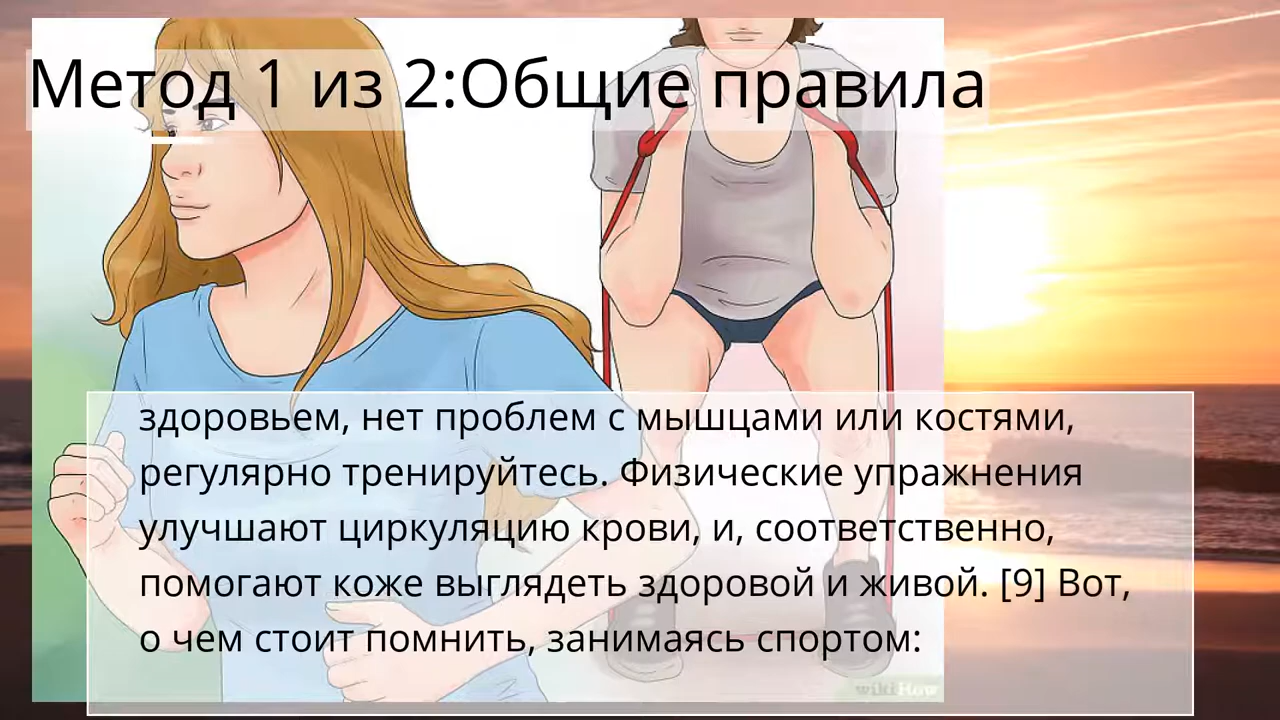 Метод 1 из 2:Общие правила
здоровьем, нет проблем с мышцами или костями,
регулярно тренируйтесь. Физические упражнения
улучшают циркуляцию крови, и, соответственно,
помогают коже выглядеть здоровой и живой. [9] Вот,
о чем стоит помнить, занимаясь спортом:
wikiHow